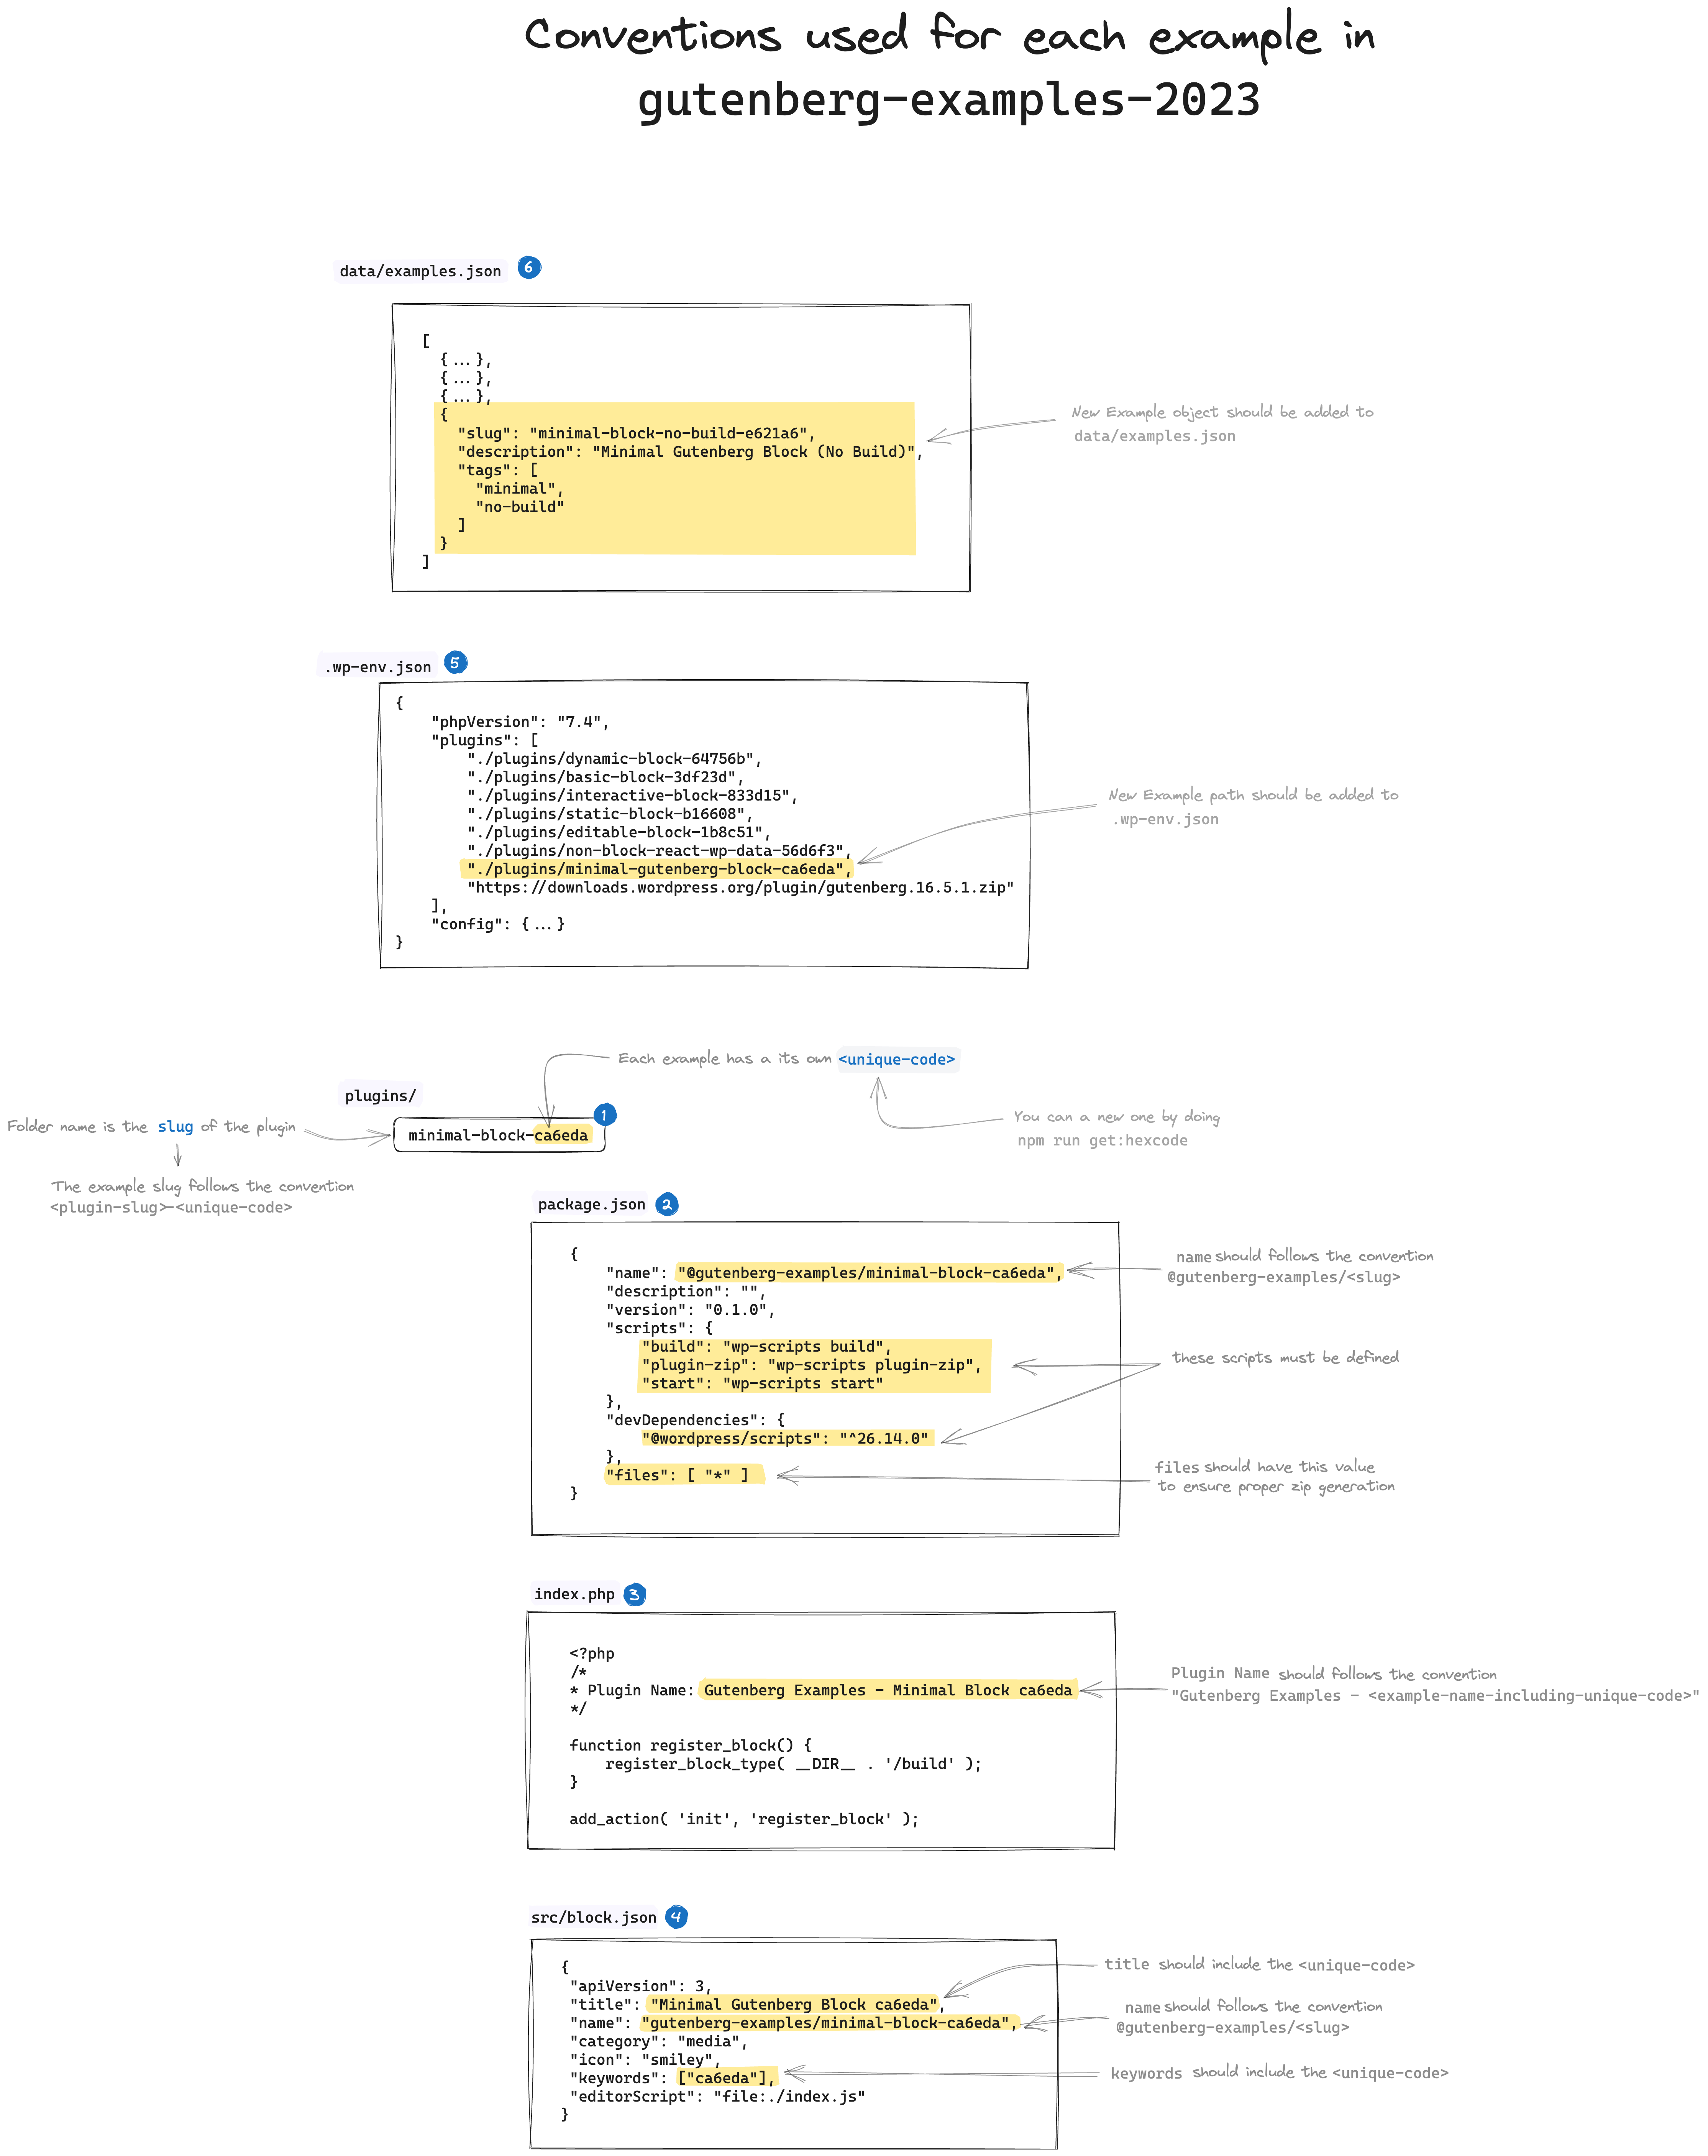 Conventions used for each example in
gutenberg-examples-2023
data/examples.json 6
[
{ ... },
{ ... },
{ ... },
{
"slug": "minimal-block-no-build-e621a6",
"description": "Minimal Gutenberg Block (No Build)",
"tags": [
"minimal",
"no-build"
]
}
]
New Example object should be added to
data/examples.json
.wp-env.json 5
{
"phpVersion": "7.4",
"plugins": [
"./plugins/dynamic-block-64756b",
"./plugins/basic-block-3df23d",
"./plugins/interactive-block-833d15",
"./plugins/static-block-b16608",
"./plugins/editable-block-1b8c51",
"./plugins/non-block-react-wp-data-56d6f3",
"./plugins/minimal-gutenberg-block-ca6eda",
"https://downloads.wordpress.org/plugin/gutenberg.16.5.1.zip"
],
"config": { ... }
}
New Example path should be added to
.wp-env.json
Each example has a its own <unique-code>
plugins/
1
Folder name is the slug of the plugin
minimal-block-ca6eda
You can a new one by doing
npm run get:hexcode
The example slug follows the convention
<plugin-slug>-<unique-code>
package.json 2
{
"name": "@gutenberg-examples/minimal-block-ca6eda",
"description": "",
"version": "0.1.0",
"scripts": {
"build": "wp-scripts build",
"plugin-zip": "wp-scripts plugin-zip",
"start": "wp-scripts start"
},
"devDependencies": {
"@wordpress/scripts": "^26.14.0"
},
"files": [ "*" ]
}
name should follows the convention
@gutenberg-examples/<slug>
these scripts must be defined
files should have this value
to ensure proper zip generation
index.php 3
<?php
/*
* Plugin Name: Gutenberg Examples - Minimal Block ca6eda
*/
function register_block() {
register_block_type( __DIR__ . '/build' );
}
add_action( 'init', 'register_block' );
Plugin Name should follows the convention
"Gutenberg Examples - <example-name-including-unique-code>"
src/block.json 4
{
"apiVersion": 3,
"title": "Minimal Gutenberg Block ca6eda",
"name": "gutenberg-examples/minimal-block-ca6eda",
"category": "media",
"icon": "smiley",
"keywords": ["ca6eda"],
"editorScript": "file:./index.js"
}
title should include the <unique-code>
name should follows the convention
@gutenberg-examples/<slug>
keywords should include the <unique-code>